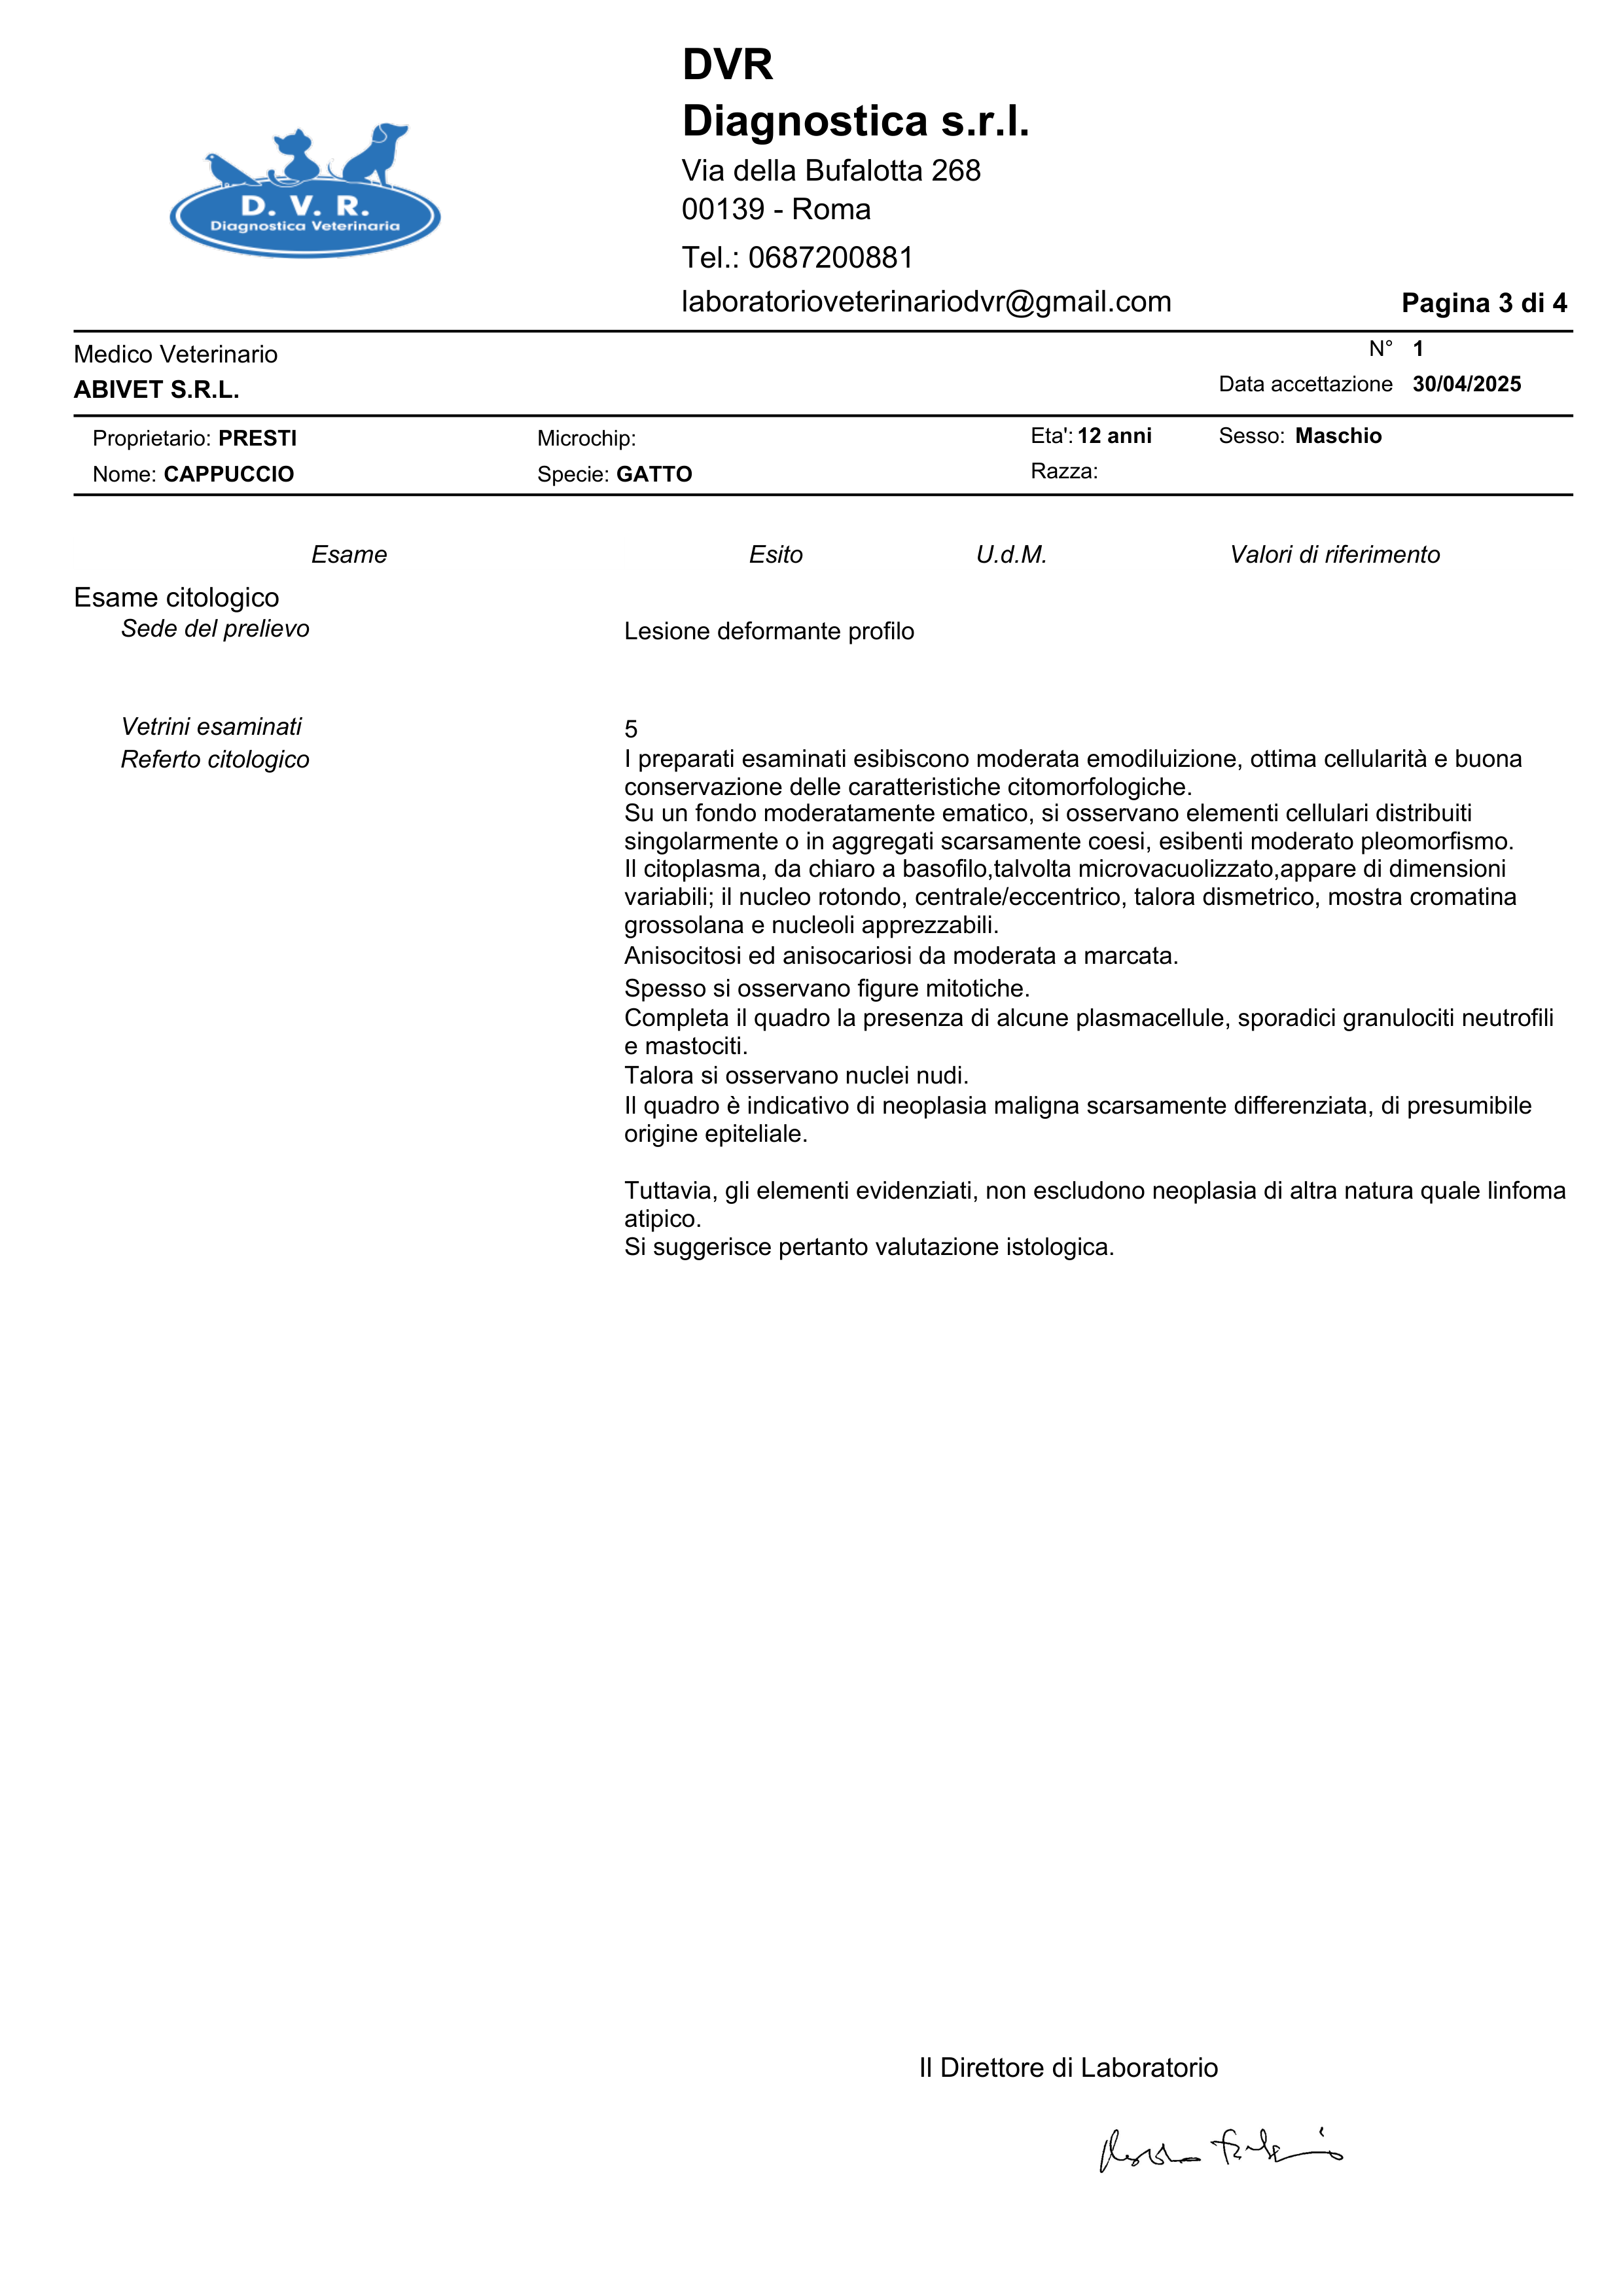 DVR
Diagnostica s.r.l.
Via della Bufalotta 268
00139 - Roma
Tel.: 0687200881
laboratorioveterinariodvr@gmail.com
Pagina 3 di 4
D. V. R.
Diagnostica Veterinaria
Medico Veterinario
ABIVET S.R.L.
N° 1
Data accettazione 30/04/2025
Proprietario: PRESTI Microchip: Eta': 12 anni Sesso: Maschio
Nome: CAPPUCCIO Specie: GATTO Razza:
Esame Esito U.d.M. Valori di riferimento
Esame citologico
Sede del prelievo Lesione deformante profilo
Vetrini esaminati 5
Referto citologico I preparati esaminati esibiscono moderata emodiluizione, ottima cellularità e buona
conservazione delle caratteristiche citomorfologiche.
Su un fondo moderatamente ematico, si osservano elementi cellulari distribuiti
singolarmente o in aggregati scarsamente coesi, esibenti moderato pleomorfismo.
Il citoplasma, da chiaro a basofilo,talvolta microvacuolizzato,appare di dimensioni
variabili; il nucleo rotondo, centrale/eccentrico, talora dismetrico, mostra cromatina
grossolana e nucleoli apprezzabili.
Anisocitosi ed anisocariosi da moderata a marcata.
Spesso si osservano figure mitotiche.
Completa il quadro la presenza di alcune plasmacellule, sporadici granulociti neutrofili
e mastociti.
Talora si osservano nuclei nudi.
Il quadro è indicativo di neoplasia maligna scarsamente differenziata, di presumibile
origine epiteliale.
Tuttavia, gli elementi evidenziati, non escludono neoplasia di altra natura quale linfoma
atipico.
Si suggerisce pertanto valutazione istologica.
Il Direttore di Laboratorio